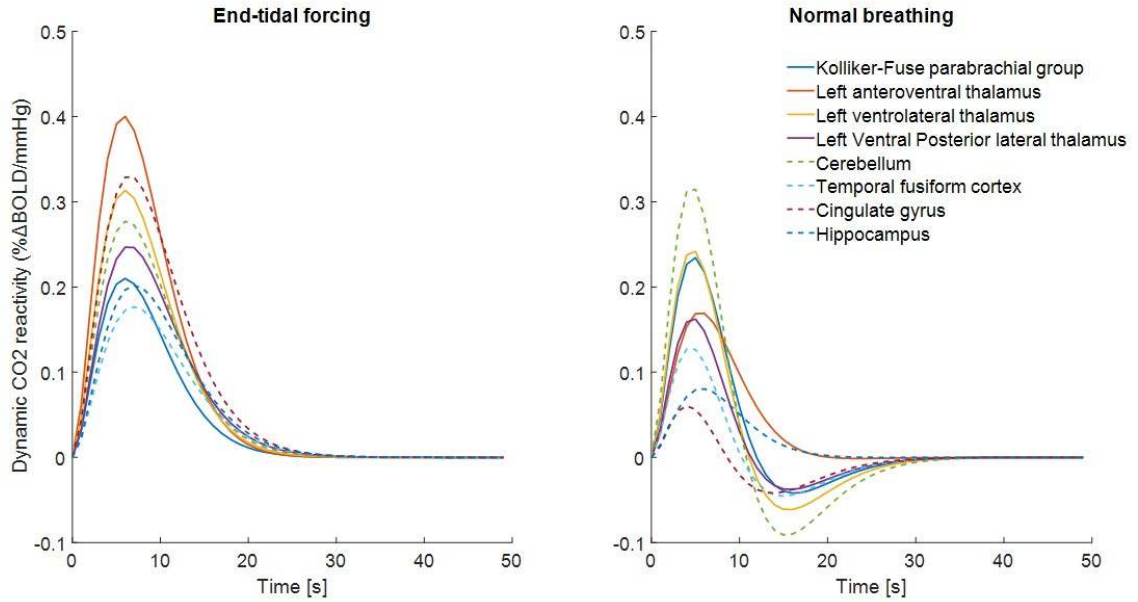 End-tidal forcing
0.5
0.4
0.3
0.2
0.1
0
-0.1
Dynamic CO2 reactivity (%ΔBOLD/mmHg)
0
10
20
30
40
50
Time [s]
Normal breathing
0.5
0.4
0.3
0.2
0.1
0
-0.1
Kolliker-Fuse parabrachial group
Left anteroventral thalamus
Left ventrolateral thalamus
Left Ventral Posterior lateral thalamus
Cerebellum
Temporal fusiform cortex
Cingulate gyrus
Hippocampus
0
10
20
30
40
50
Time [s]